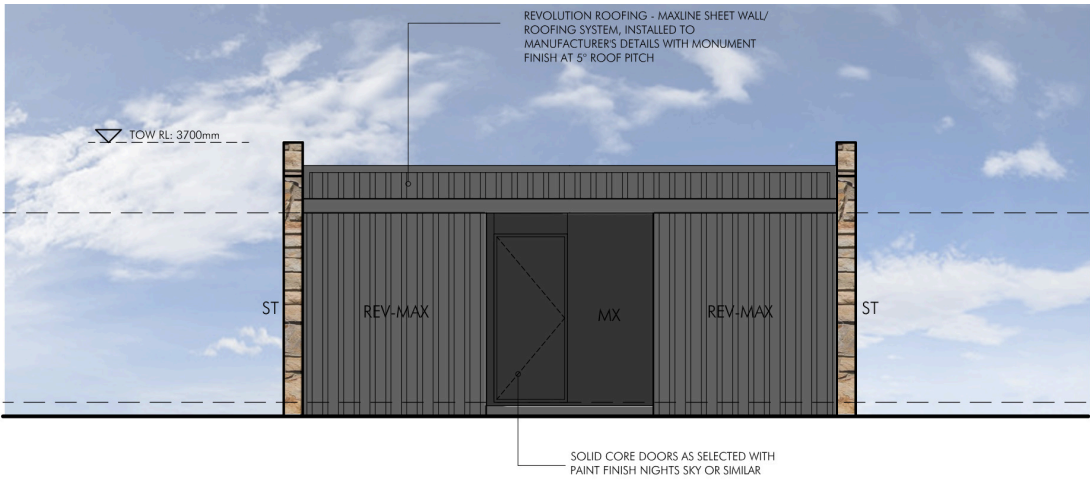 REVOLUTION ROOFING - MAXLINE SHEET WALL/
ROOFING SYSTEM, INSTALLED TO
MANUFACTURER'S DETAILS WITH MONUMENT
FINISH AT 5° ROOF PITCH
TOW RL: 3700mm
ST
REV-MAX
MX
REV-MAX
ST
SOLID CORE DOORS AS SELECTED WITH
PAINT FINISH NIGHTS SKY OR SIMILAR